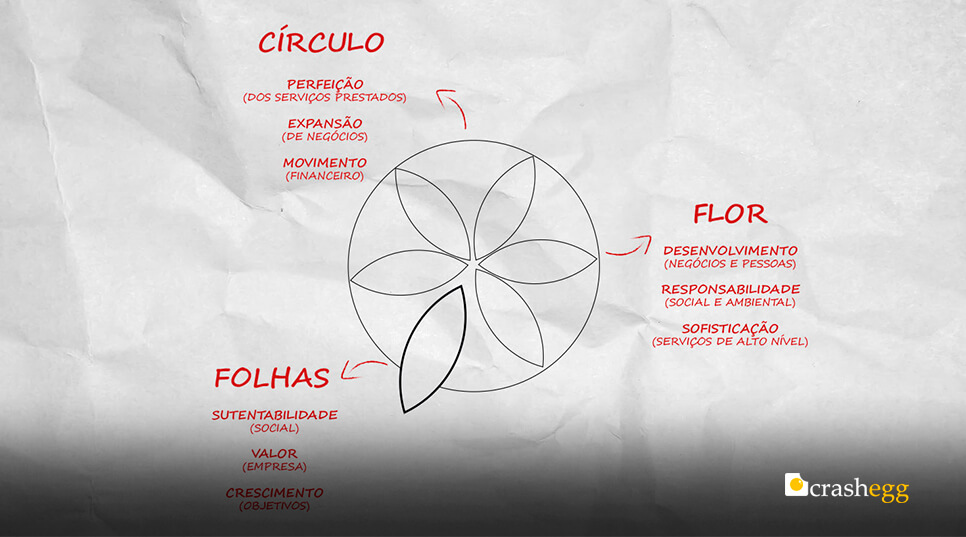 CÍRCULO
PERFEIÇÃO
(DOS SERVIÇOS PRESTADOS)
EXPANSÃO
(DE NEGÓCIOS)
MOVIMENTO
(FINANCEIRO)
FLOR
DESENVOLVIMENTO
(NEGÓCIOS E PESSOAS)
RESPONSABILIDADE
(SOCIAL E AMBIENTAL)
SOFISTICAÇÃO
(SERVIÇOS DE ALTO NÍVEL)
FOLHAS
SUTENTABILIDADE
(SOCIAL)
VALOR
(EMPRESA)
CRESCIMENTO
(OBJETIVOS)
crashegg